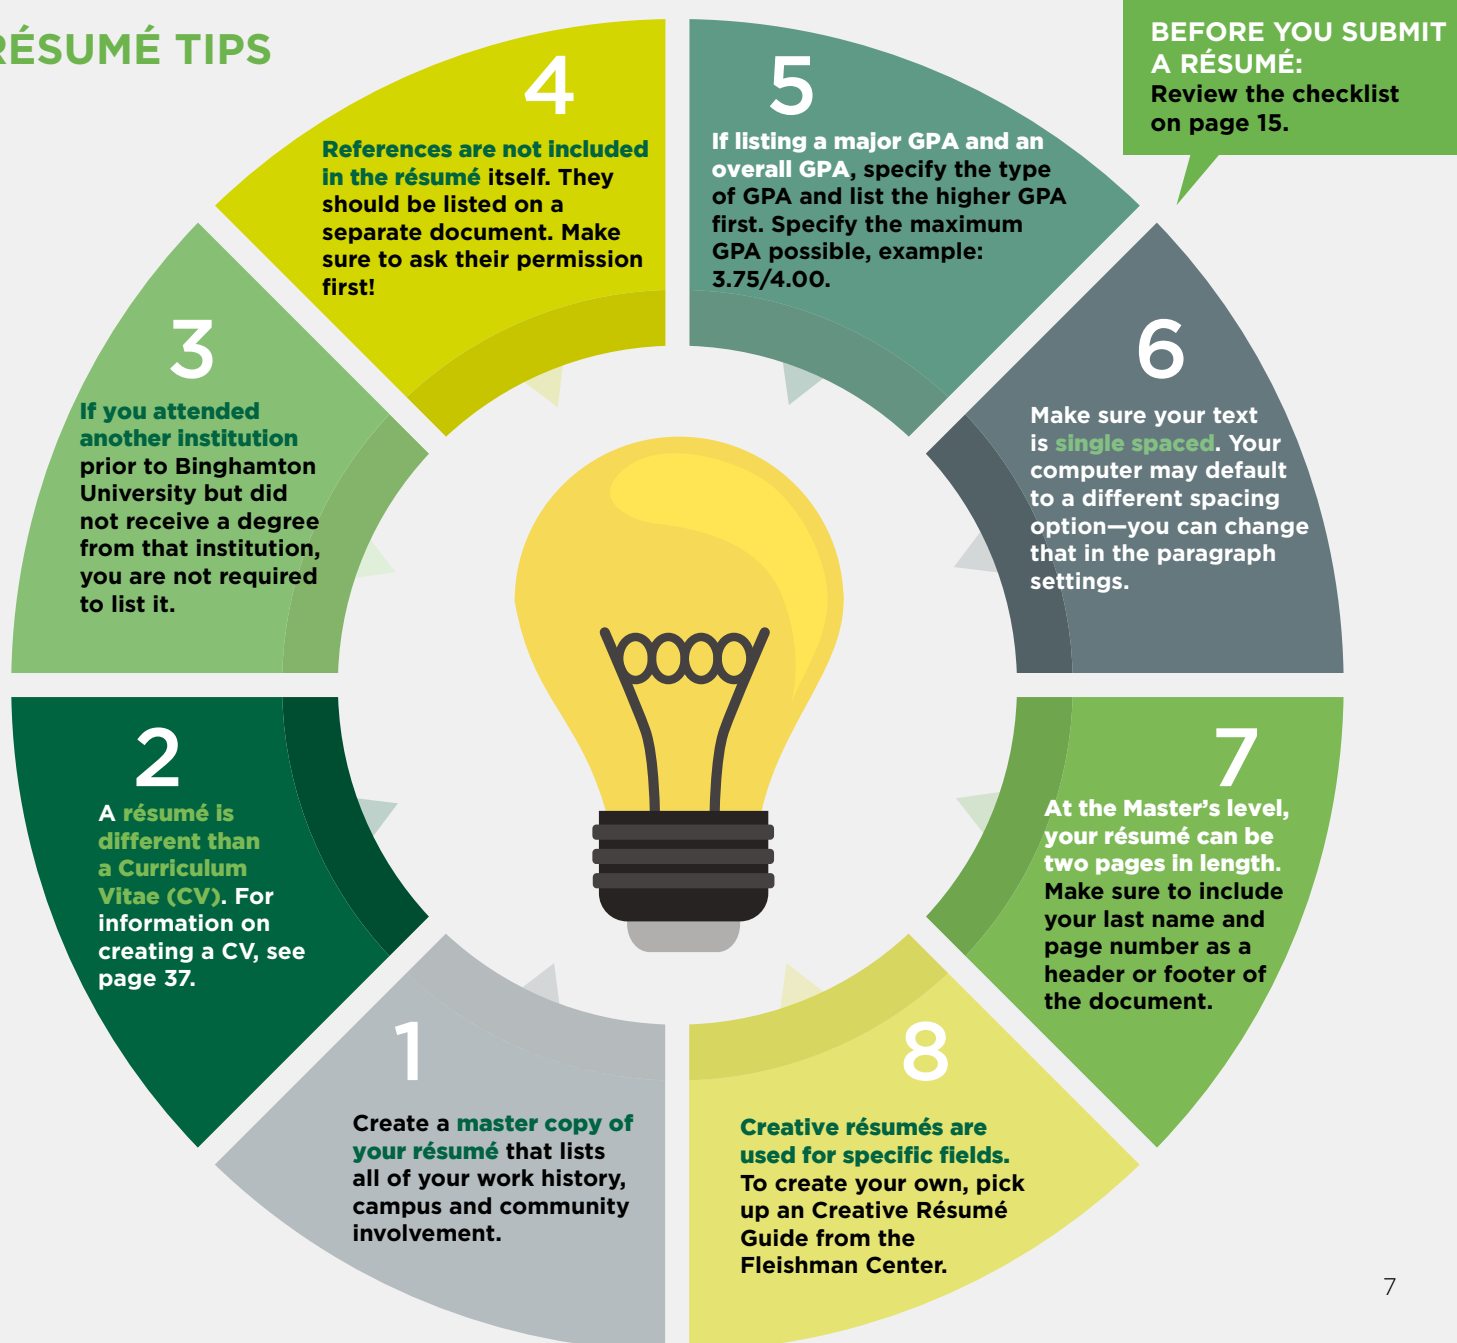 RÉSUMÉ TIPS
BEFORE YOU SUBMIT
A RÉSUMÉ:
Review the checklist
on page 15.
1
Create a master copy of
your résumé that lists
all of your work history,
campus and community
involvement.
2
A résumé is
different than
a Curriculum
Vitae (CV). For
information on
creating a CV, see
page 37.
3
If you attended
another institution
prior to Binghamton
University but did
not receive a degree
from that institution,
you are not required
to list it.
4
References are not included
in the résumé itself. They
should be listed on a
separate document. Make
sure to ask their permission
first!
5
If listing a major GPA and an
overall GPA, specify the type
of GPA and list the higher GPA
first. Specify the maximum
GPA possible, example:
3.75/4.00.
6
Make sure your text
is single spaced. Your
computer may default
to a different spacing
option—you can change
that in the paragraph
settings.
7
At the Master’s level,
your résumé can be
two pages in length.
Make sure to include
your last name and
page number as a
header or footer of
the document.
8
Creative résumés are
used for specific fields.
To create your own, pick
up an Creative Résumé
Guide from the
Fleishman Center.
7